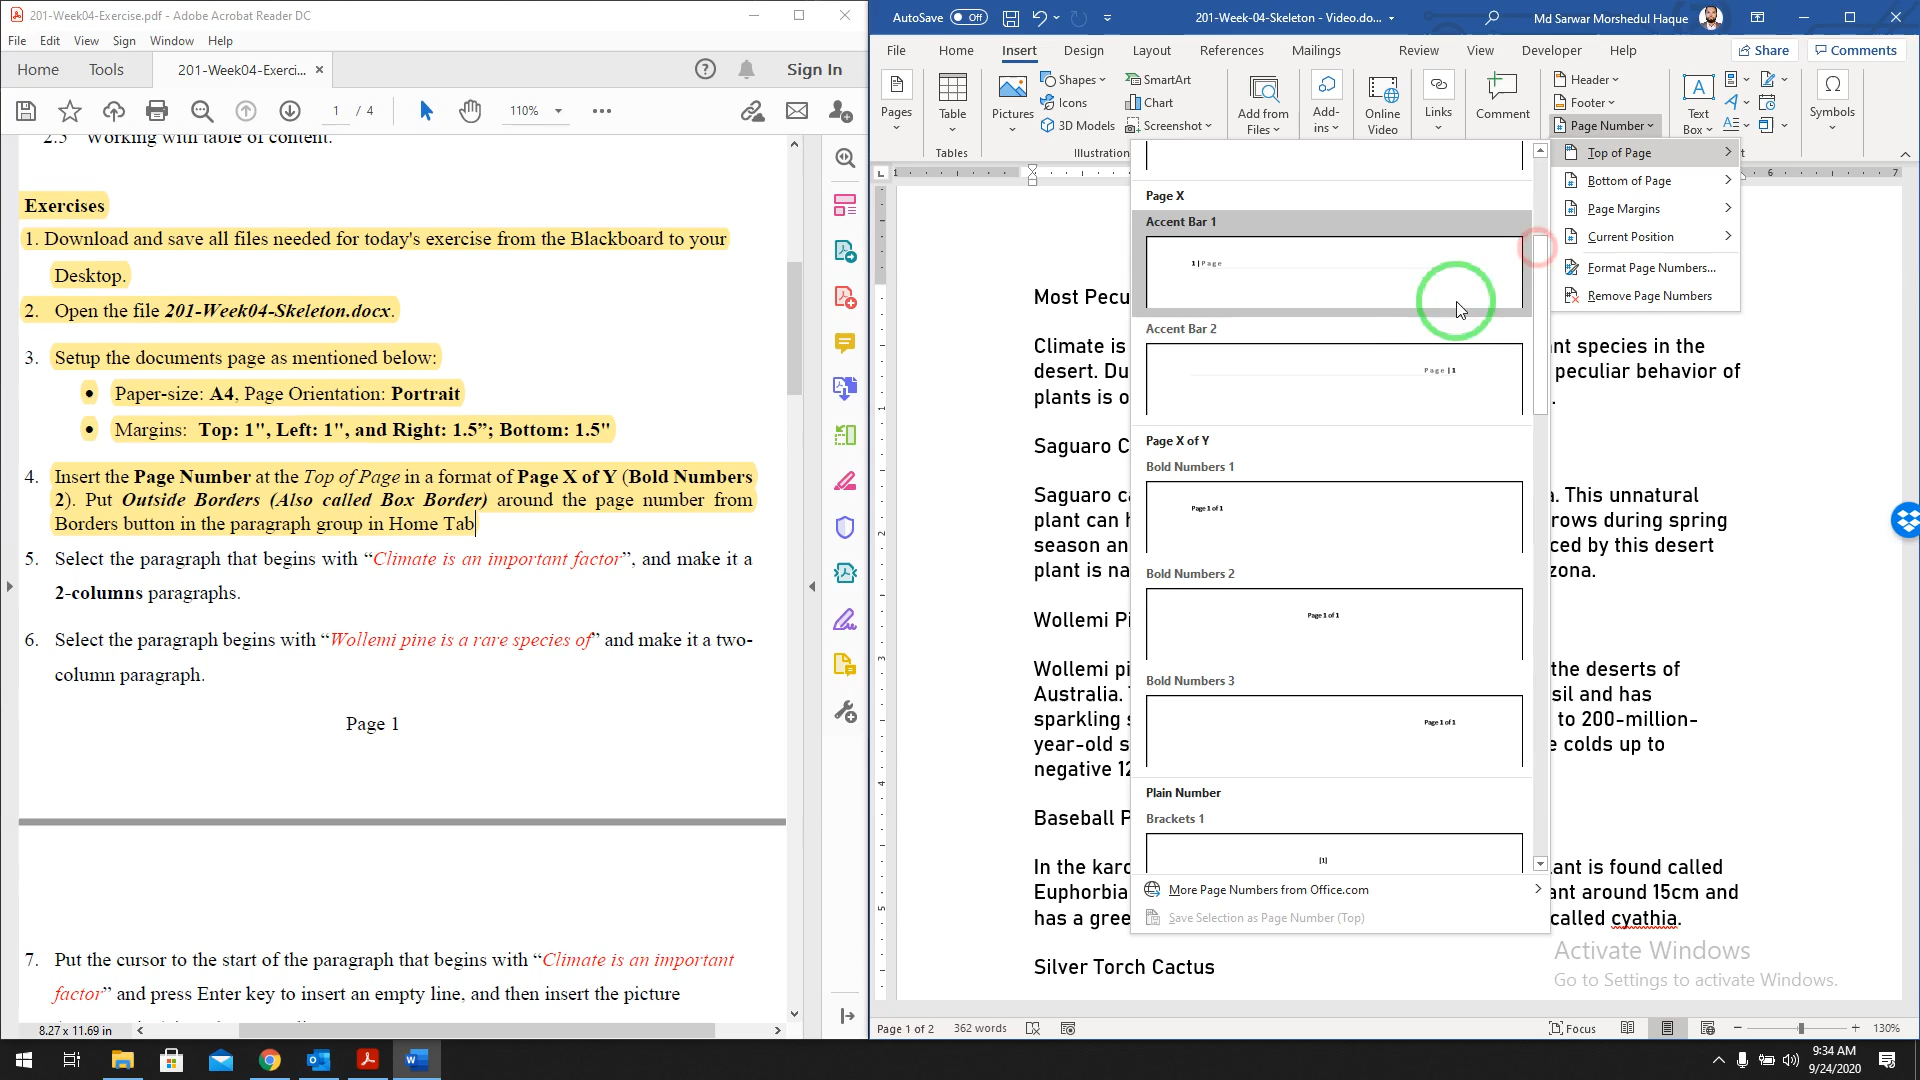 201-Week04-Exercise.pdf - Adobe Acrobat Reader DC
File Edit View Sign Window Help
Home Tools 201-Week04-Exerci... × Sign In
1 / 4 110%
2.3 Working with table of content.
Exercises
1. Download and save all files needed for today's exercise from the Blackboard to your
Desktop.
2. Open the file 201-Week04-Skeleton.docx.
3. Setup the documents page as mentioned below:
• Paper-size: A4, Page Orientation: Portrait
• Margins: Top: 1", Left: 1", and Right: 1.5”; Bottom: 1.5"
4. Insert the Page Number at the Top of Page in a format of Page X of Y (Bold Numbers
2). Put Outside Borders (Also called Box Border) around the page number from
Borders button in the paragraph group in Home Tab
5. Select the paragraph that begins with “Climate is an important factor”, and make it a
2-columns paragraphs.
6. Select the paragraph begins with “Wollemi pine is a rare species of” and make it a two-
column paragraph.
Page 1
7. Put the cursor to the start of the paragraph that begins with “Climate is an important
factor” and press Enter key to insert an empty line, and then insert the picture
8.27 x 11.69 in
AutoSave Off 201-Week-04-Skeleton - Video.do... Md Sarwar Morshedul Haque
File Home Insert Design Layout References Mailings Review View Developer Help Share Comments
Pages
Table
Tables
Pictures
Shapes
Icons
3D Models
SmartArt
Chart
Screenshot
Illustration
Add from
Files
Add-
ins
Online
Video
Links
Comment
Header
Footer
Page Number
Text
Box
Symbols
Top of Page
Bottom of Page
Page Margins
Current Position
Format Page Numbers...
Remove Page Numbers
Page X
Accent Bar 1
1 | Page
Accent Bar 2
Page | 1
Page X of Y
Bold Numbers 1
Page 1 of 1
Bold Numbers 2
Page 1 of 1
Bold Numbers 3
Page 1 of 1
Plain Number
Brackets 1
[1]
More Page Numbers from Office.com
Save Selection as Page Number (Top)
Most Pecu
Climate is nt species in the
desert. Du peculiar behavior of
plants is o .
Saguaro C
Saguaro ca . This unnatural
plant can rows during spring
season an ced by this desert
plant is na zona.
Wollemi Pi
Wollemi pi the deserts of
Australia. sil and has
sparkling s to 200-million-
year-old s e colds up to
negative 12
Baseball P
In the karo ant is found called
Euphorbia ant around 15cm and
has a gree called cyathia.
Silver Torch Cactus
Activate Windows
Go to Settings to activate Windows.
Page 1 of 2 362 words Focus 130%
9:34 AM
9/24/2020